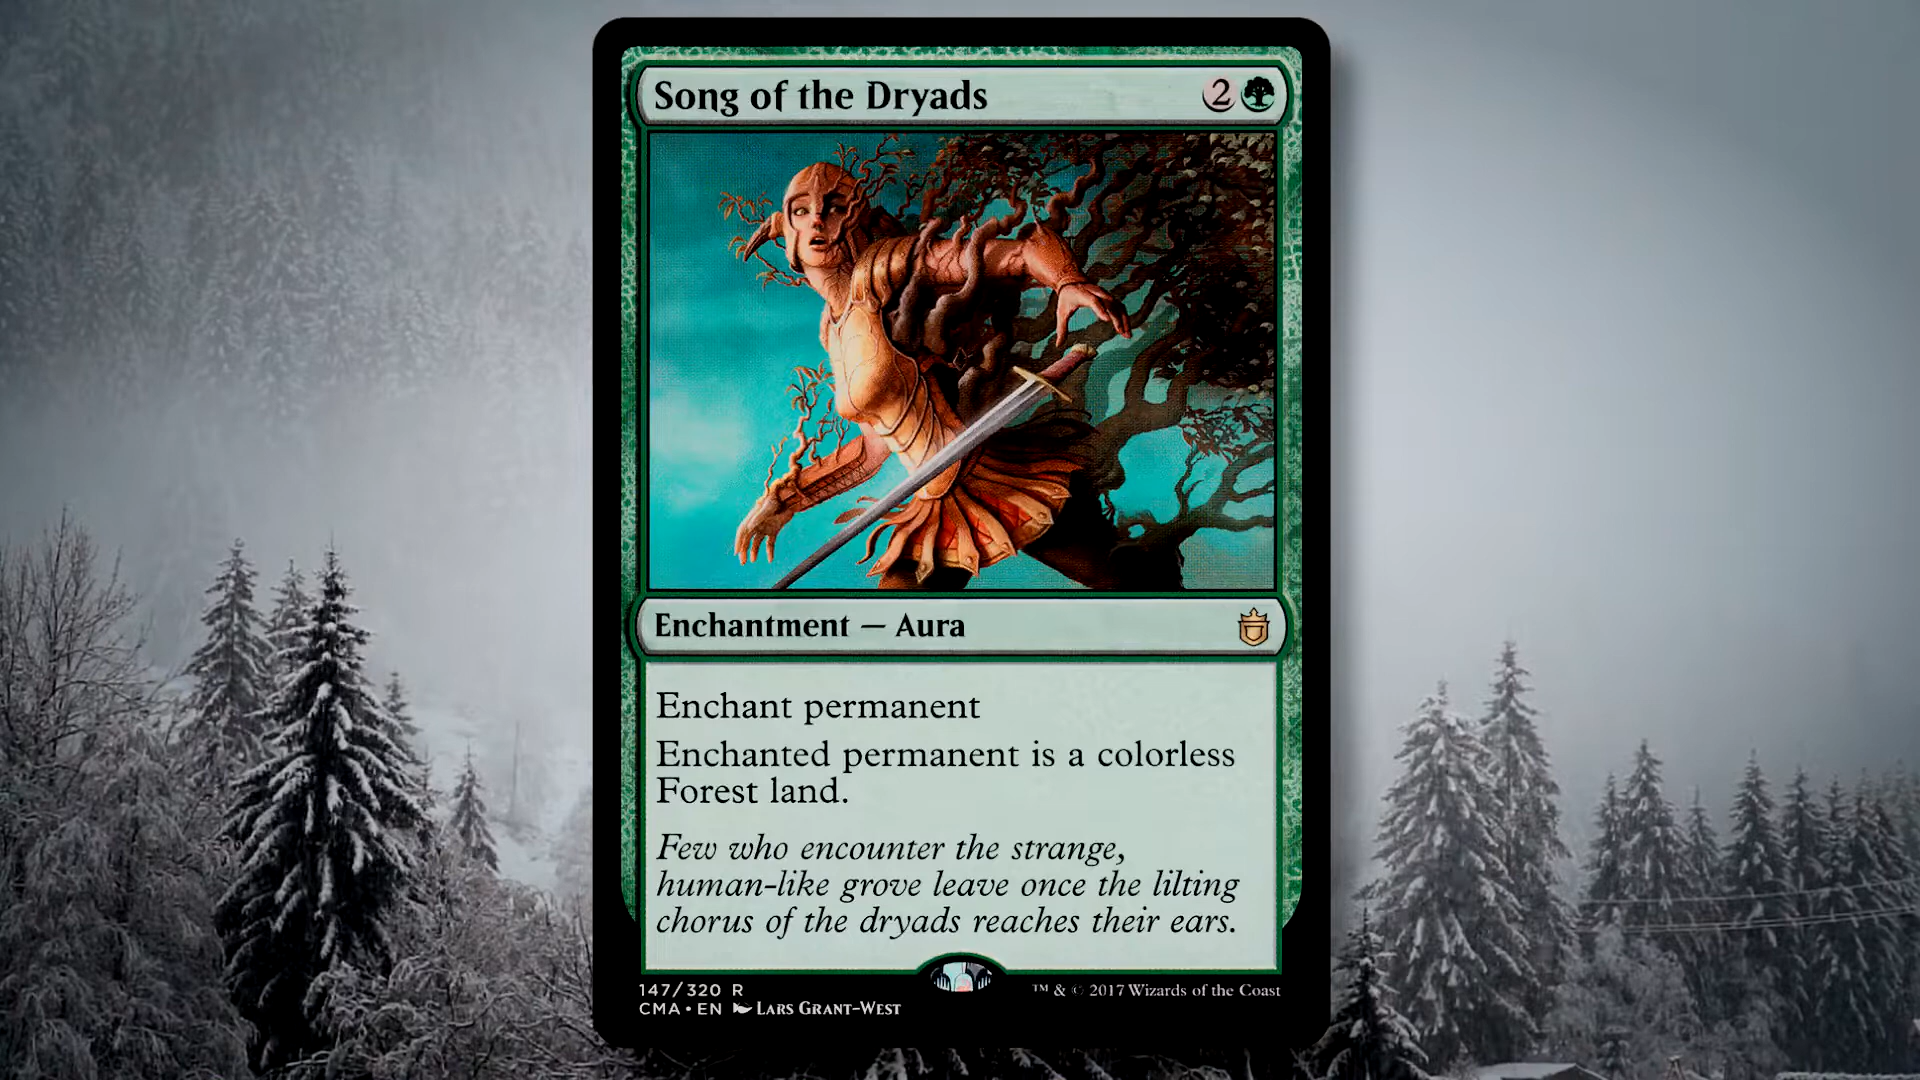 Song of the Dryads 2
Enchantment — Aura
Enchant permanent
Enchanted permanent is a colorless
Forest land.
Few who encounter the strange,
human-like grove leave once the lilting
chorus of the dryads reaches their ears.
147/320 R
™ & © 2017 Wizards of the Coast
CMA • EN Lars Grant-West